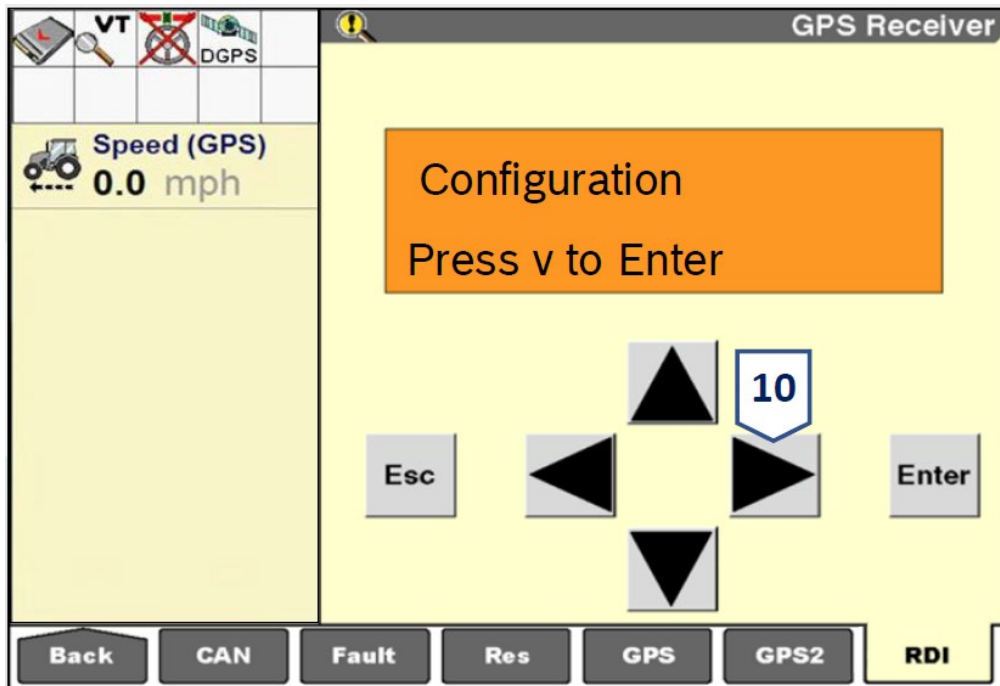 VT
DGPS
GPS Receiver
Speed (GPS)
0.0 mph
Configuration
Press v to Enter
10
Esc
Enter
Back
CAN
Fault
Res
GPS
GPS2
RDI